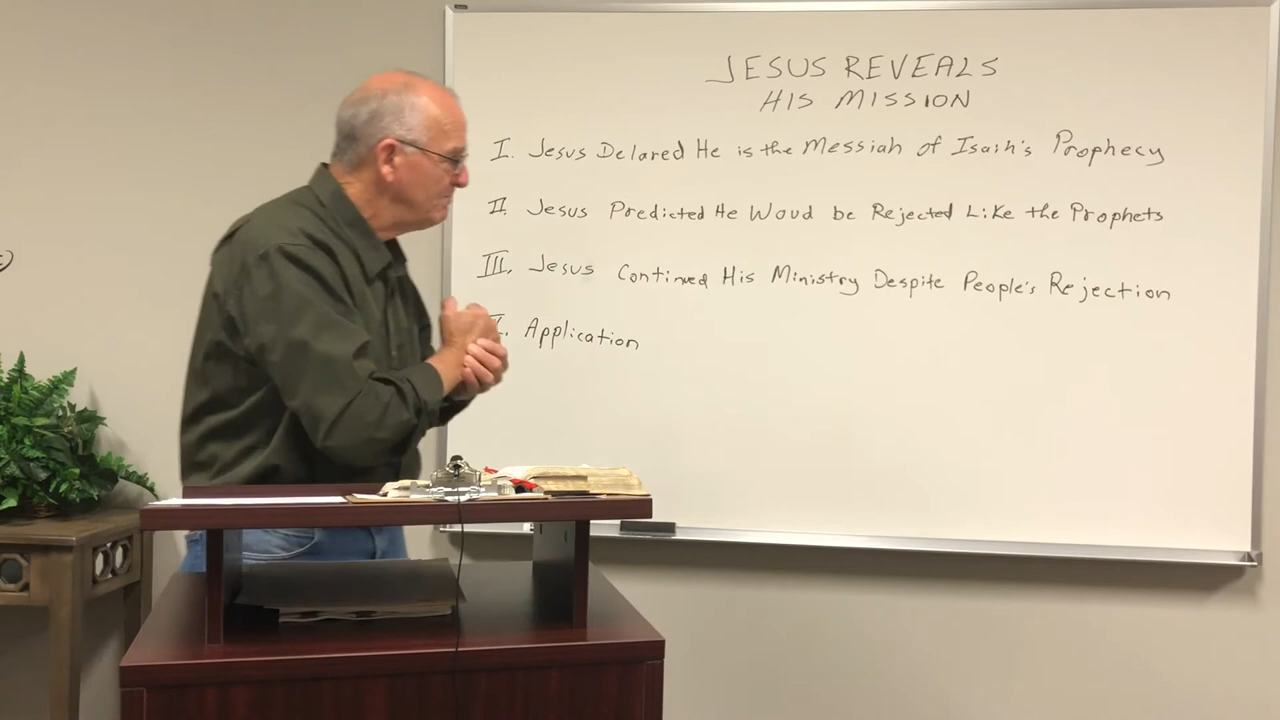 JESUS REVEALS
HIS MISSION
I. Jesus Delared He is the Messiah of Isaih's Prophecy
II. Jesus Predicted He Woud be Rejected Like the Prophets
III. Jesus Continued His Ministry Despite People's Rejection
Application